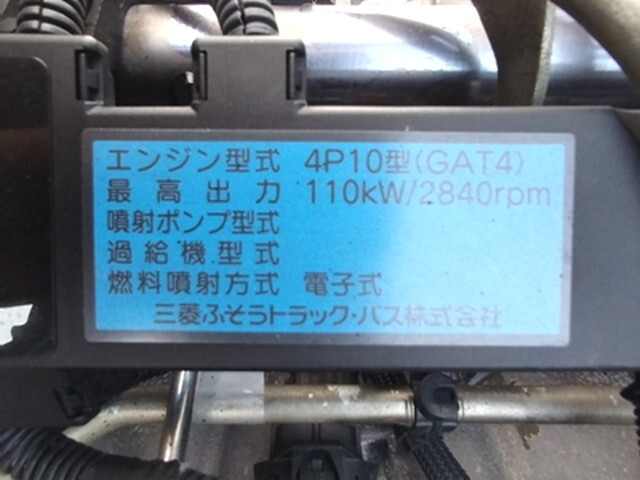 エンジン型式 4P10型(GAT4)
最高出力 110kW/2840rpm
噴射ポンプ型式
過給機型式
燃料噴射方式 電子式
三菱ふそうトラック・バス株式会社